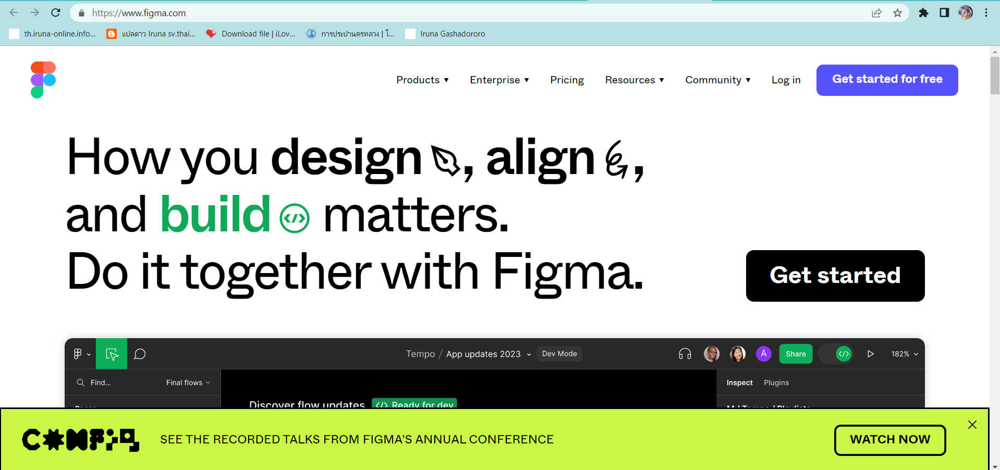 https://www.figma.com
th.iruna-online.info...
แปลดาว Iruna sv.thai...
Download file | iLov...
การประปานครหลวง | โ...
Iruna Gashadororo
Products ▼ Enterprise ▼ Pricing Resources ▼ Community ▼ Log in Get started for free
How you design, align,
and build </> matters.
Do it together with Figma.
Get started
Tempo / App updates 2023 Dev Mode A Share </> 182%
Find... Final flows
Inspect Plugins
Pages
Discover flow updates </> Ready for dev
M / Tempo / Playlists
CONFIG SEE THE RECORDED TALKS FROM FIGMA'S ANNUAL CONFERENCE WATCH NOW